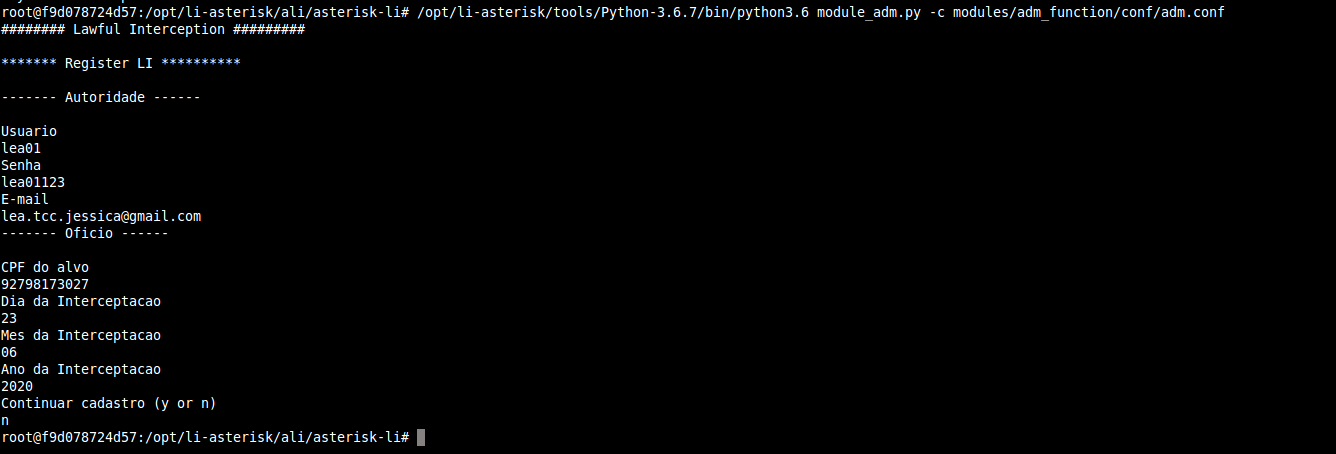 root@f9d078724d57:/opt/li-asterisk/ali/asterisk-li# /opt/li-asterisk/tools/Python-3.6.7/bin/python3.6 module_adm.py -c modules/adm_function/conf/adm.conf
######## Lawful Interception #########
******* Register LI **********
------- Autoridade ------
Usuario
lea01
Senha
lea01123
E-mail
lea.tcc.jessica@gmail.com
------- Oficio ------
CPF do alvo
92798173027
Dia da Interceptacao
23
Mes da Interceptacao
06
Ano da Interceptacao
2020
Continuar cadastro (y or n)
n
root@f9d078724d57:/opt/li-asterisk/ali/asterisk-li#